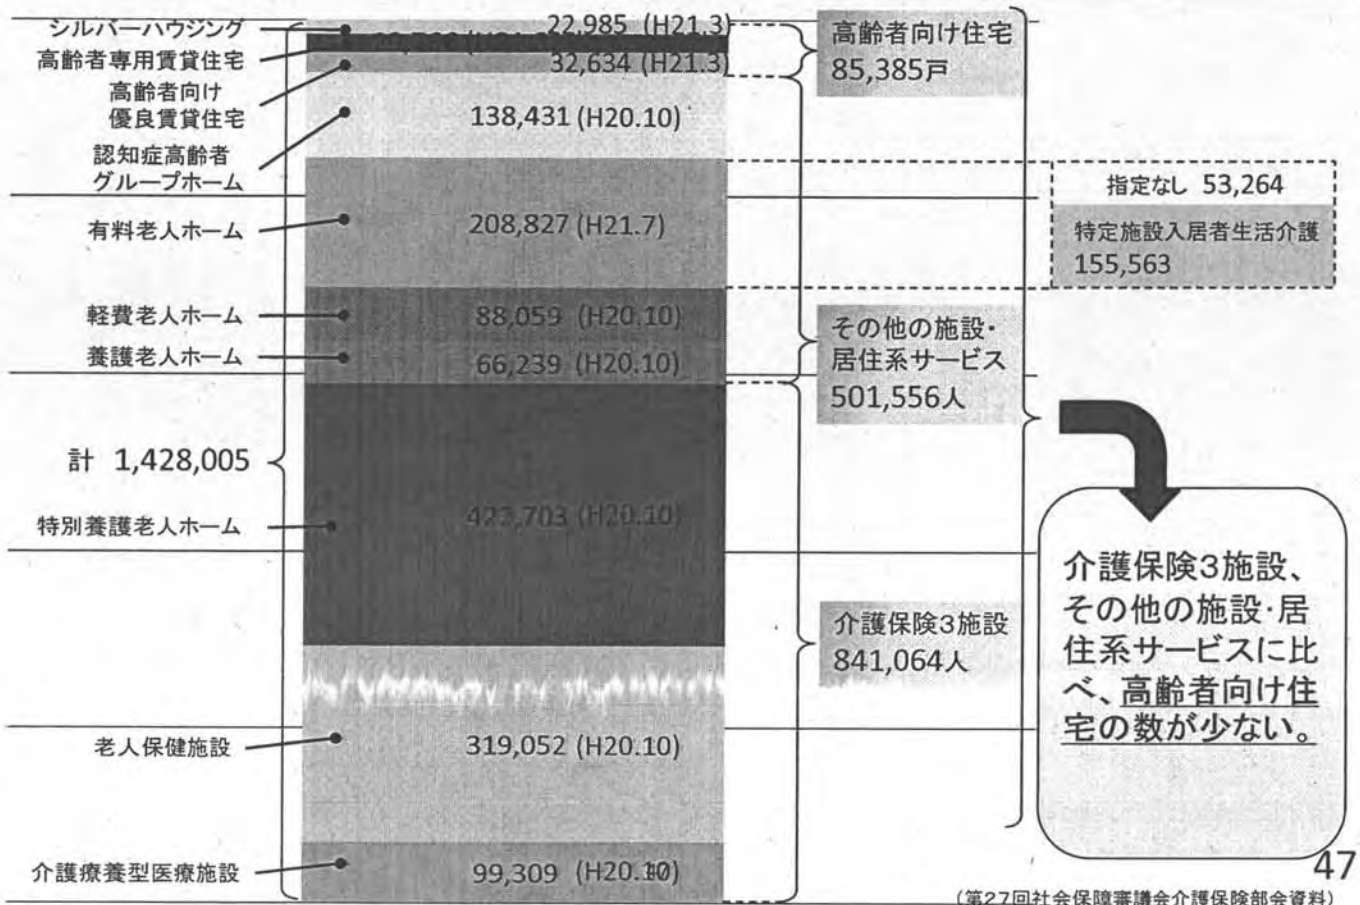 シルバーハウジング
高齢者専用賃貸住宅
高齢者向け
優良賃貸住宅
認知症高齢者
グループホーム
有料老人ホーム
軽費老人ホーム
養護老人ホーム
計 1,428,005
特別養護老人ホーム
老人保健施設
介護療養型医療施設
22,985 (H21.3)
32,634 (H21.3)
138,431 (H20.10)
208,827 (H21.7)
88,059 (H20.10)
66,239 (H20.10)
422,703 (H20.10)
319,052 (H20.10)
99,309 (H20.10)
高齢者向け住宅
85,385戸
その他の施設・
居住系サービス
501,556人
介護保険3施設
841,064人
指定なし 53,264
特定施設入居者生活介護
155,563
介護保険3施設、
その他の施設・居
住系サービスに比
べ、高齢者向け住
宅の数が少ない。
47
(第27回社会保障審議会介護保険部会資料)